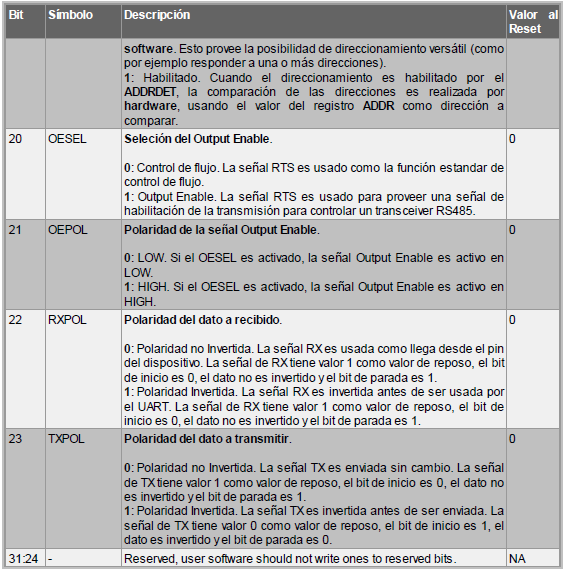 Bit Símbolo Descripción Valor al
Reset
software. Esto provee la posibilidad de direccionamiento versátil (como
por ejemplo responder a una o más direcciones).
1: Habilitado. Cuando el direccionamiento es habilitado por el
ADDRDET, la comparación de las direcciones es realizada por
hardware, usando el valor del registro ADDR como dirección a
comparar.
20 OESEL Seleción del Output Enable. 0
0: Control de flujo. La señal RTS es usado como la función estandar de
control de flujo.
1: Output Enable. La señal RTS es usado para proveer una señal de
habilitación de la transmisión para controlar un transceiver RS485.
21 OEPOL Polaridad de la señal Output Enable. 0
0: LOW. Si el OESEL es activado, la señal Output Enable es activo en
LOW.
1: HIGH. Si el OESEL es activado, la señal Output Enable es activo en
HIGH.
22 RXPOL Polaridad del dato a recibido. 0
0: Polaridad no Invertida. La señal RX es usada como llega desde el pin
del dispositivo. La señal de RX tiene valor 1 como valor de reposo, el bit
de inicio es 0, el dato no es invertido y el bit de parada es 1.
1: Polaridad Invertida. La señal RX es invertida antes de ser usada por
el UART. La señal de RX tiene valor 1 como valor de reposo, el bit de
inicio es 0, el dato no es invertido y el bit de parada es 1.
23 TXPOL Polaridad del dato a transmitir. 0
0: Polaridad no Invertida. La señal TX es enviada sin cambio. La señal
de TX tiene valor 1 como valor de reposo, el bit de inicio es 0, el dato no
es invertido y el bit de parada es 1.
1: Polaridad Invertida. La señal TX es invertida antes de ser enviada. La
señal de TX tiene valor 0 como valor de reposo, el bit de inicio es 1, el
dato es invertido y el bit de parada es 0.
31:24 - Reserved, user software should not write ones to reserved bits. NA